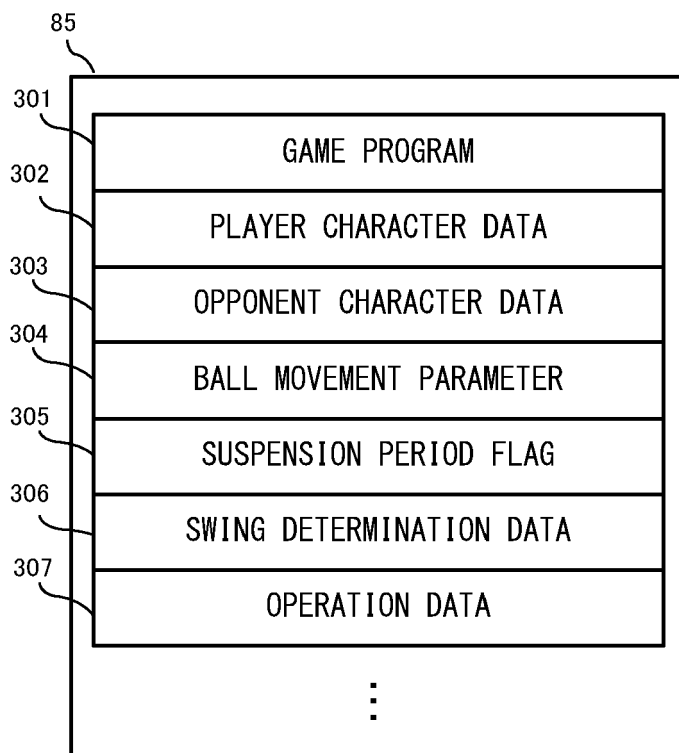 85
301
GAME PROGRAM
302
PLAYER CHARACTER DATA
303
OPPONENT CHARACTER DATA
304
BALL MOVEMENT PARAMETER
305
SUSPENSION PERIOD FLAG
306
SWING DETERMINATION DATA
307
OPERATION DATA